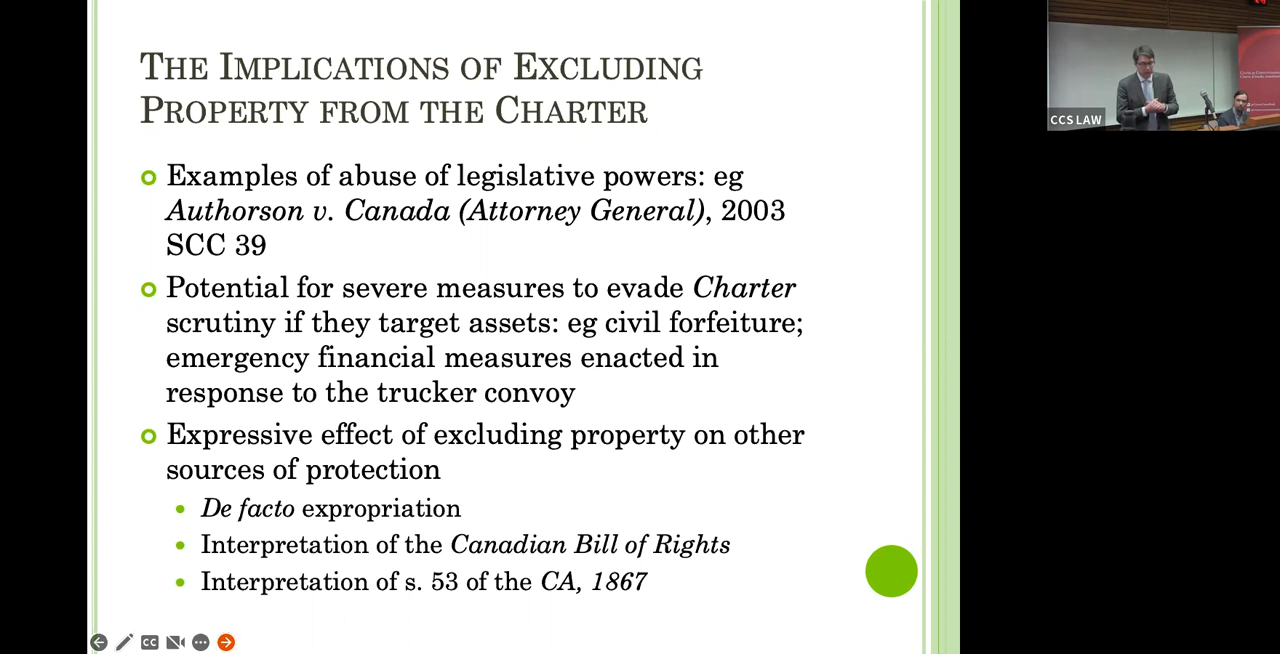 THE IMPLICATIONS OF EXCLUDING
PROPERTY FROM THE CHARTER
Examples of abuse of legislative powers: eg
Authorson v. Canada (Attorney General), 2003
SCC 39
Potential for severe measures to evade Charter
scrutiny if they target assets: eg civil forfeiture;
emergency financial measures enacted in
response to the trucker convoy
Expressive effect of excluding property on other
sources of protection
De facto expropriation
Interpretation of the Canadian Bill of Rights
Interpretation of s. 53 of the CA, 1867
CC
CCS LAW